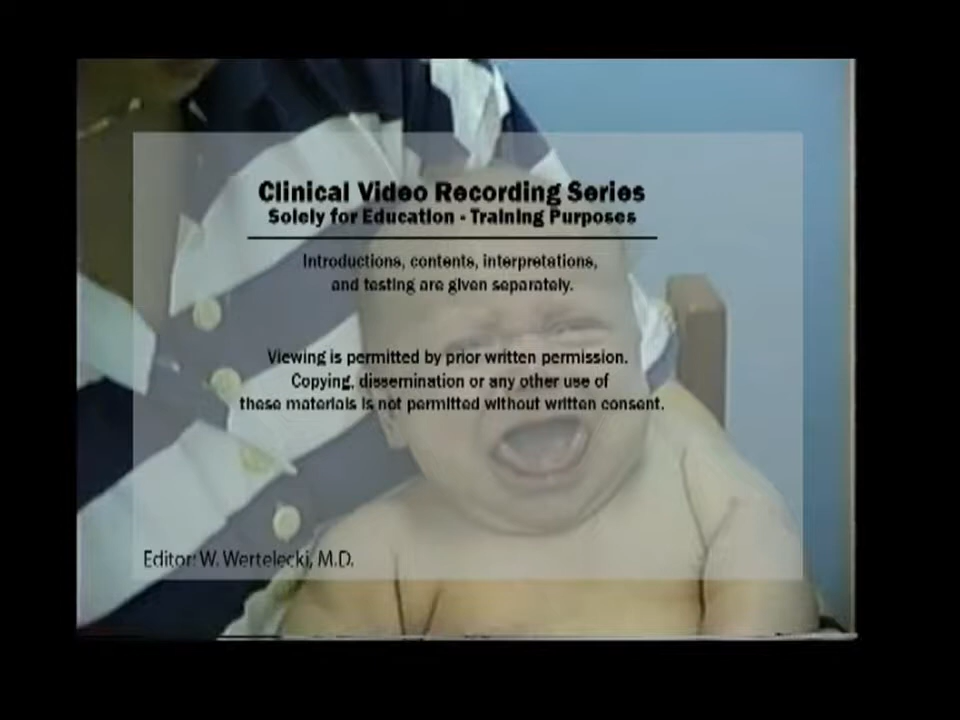 Clinical Video Recording Series
Solely for Education - Training Purposes
Introductions, contents, interpretations,
and testing are given separately.
Viewing is permitted by prior written permission.
Copying, dissemination or any other use of
these materials is not permitted without written consent.
Editor: W. Wertelecki, M.D.